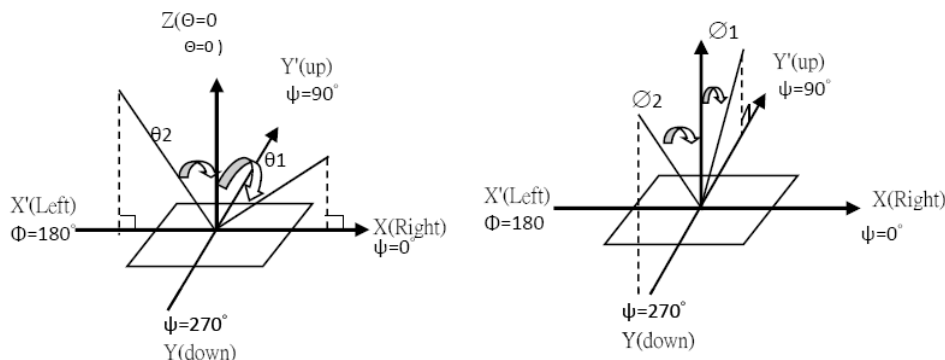 Z(Θ=0
Θ=0 )
Y'(up)
ψ=90°
θ2
θ1
X'(Left)
Φ=180°
X(Right)
ψ=0°
ψ=270°
Y(down)
∅1
Y'(up)
ψ=90°
∅2
X'(Left)
Φ=180
X(Right)
ψ=0°
ψ=270°
Y(down)